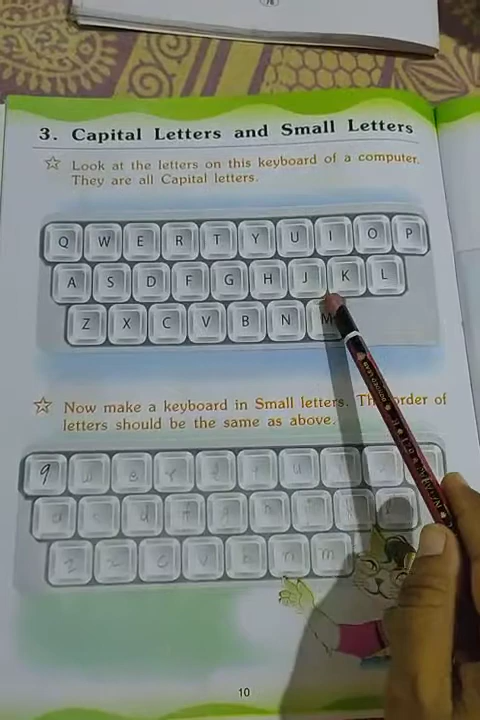 3. Capital Letters and Small Letters
Look at the letters on this keyboard of a computer.
They are all Capital letters.
Q W E R T Y U I O P
A S D F G H J K L
Z X C V B N M
Now make a keyboard in Small letters. The order of
letters should be the same as above.
q w e r t y u
a s d f g h
z x c v b n m
10